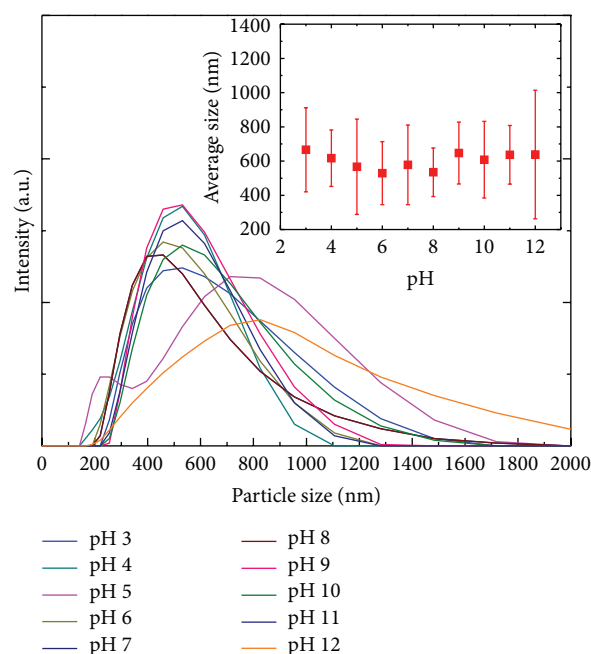 1400
1200
1000
800
600
400
200
Average size (nm)
2 4 6 8 10 12
pH
Intensity (a.u.)
0 200 400 600 800 1000 1200 1400 1600 1800 2000
Particle size (nm)
pH 3
pH 4
pH 5
pH 6
pH 7
pH 8
pH 9
pH 10
pH 11
pH 12